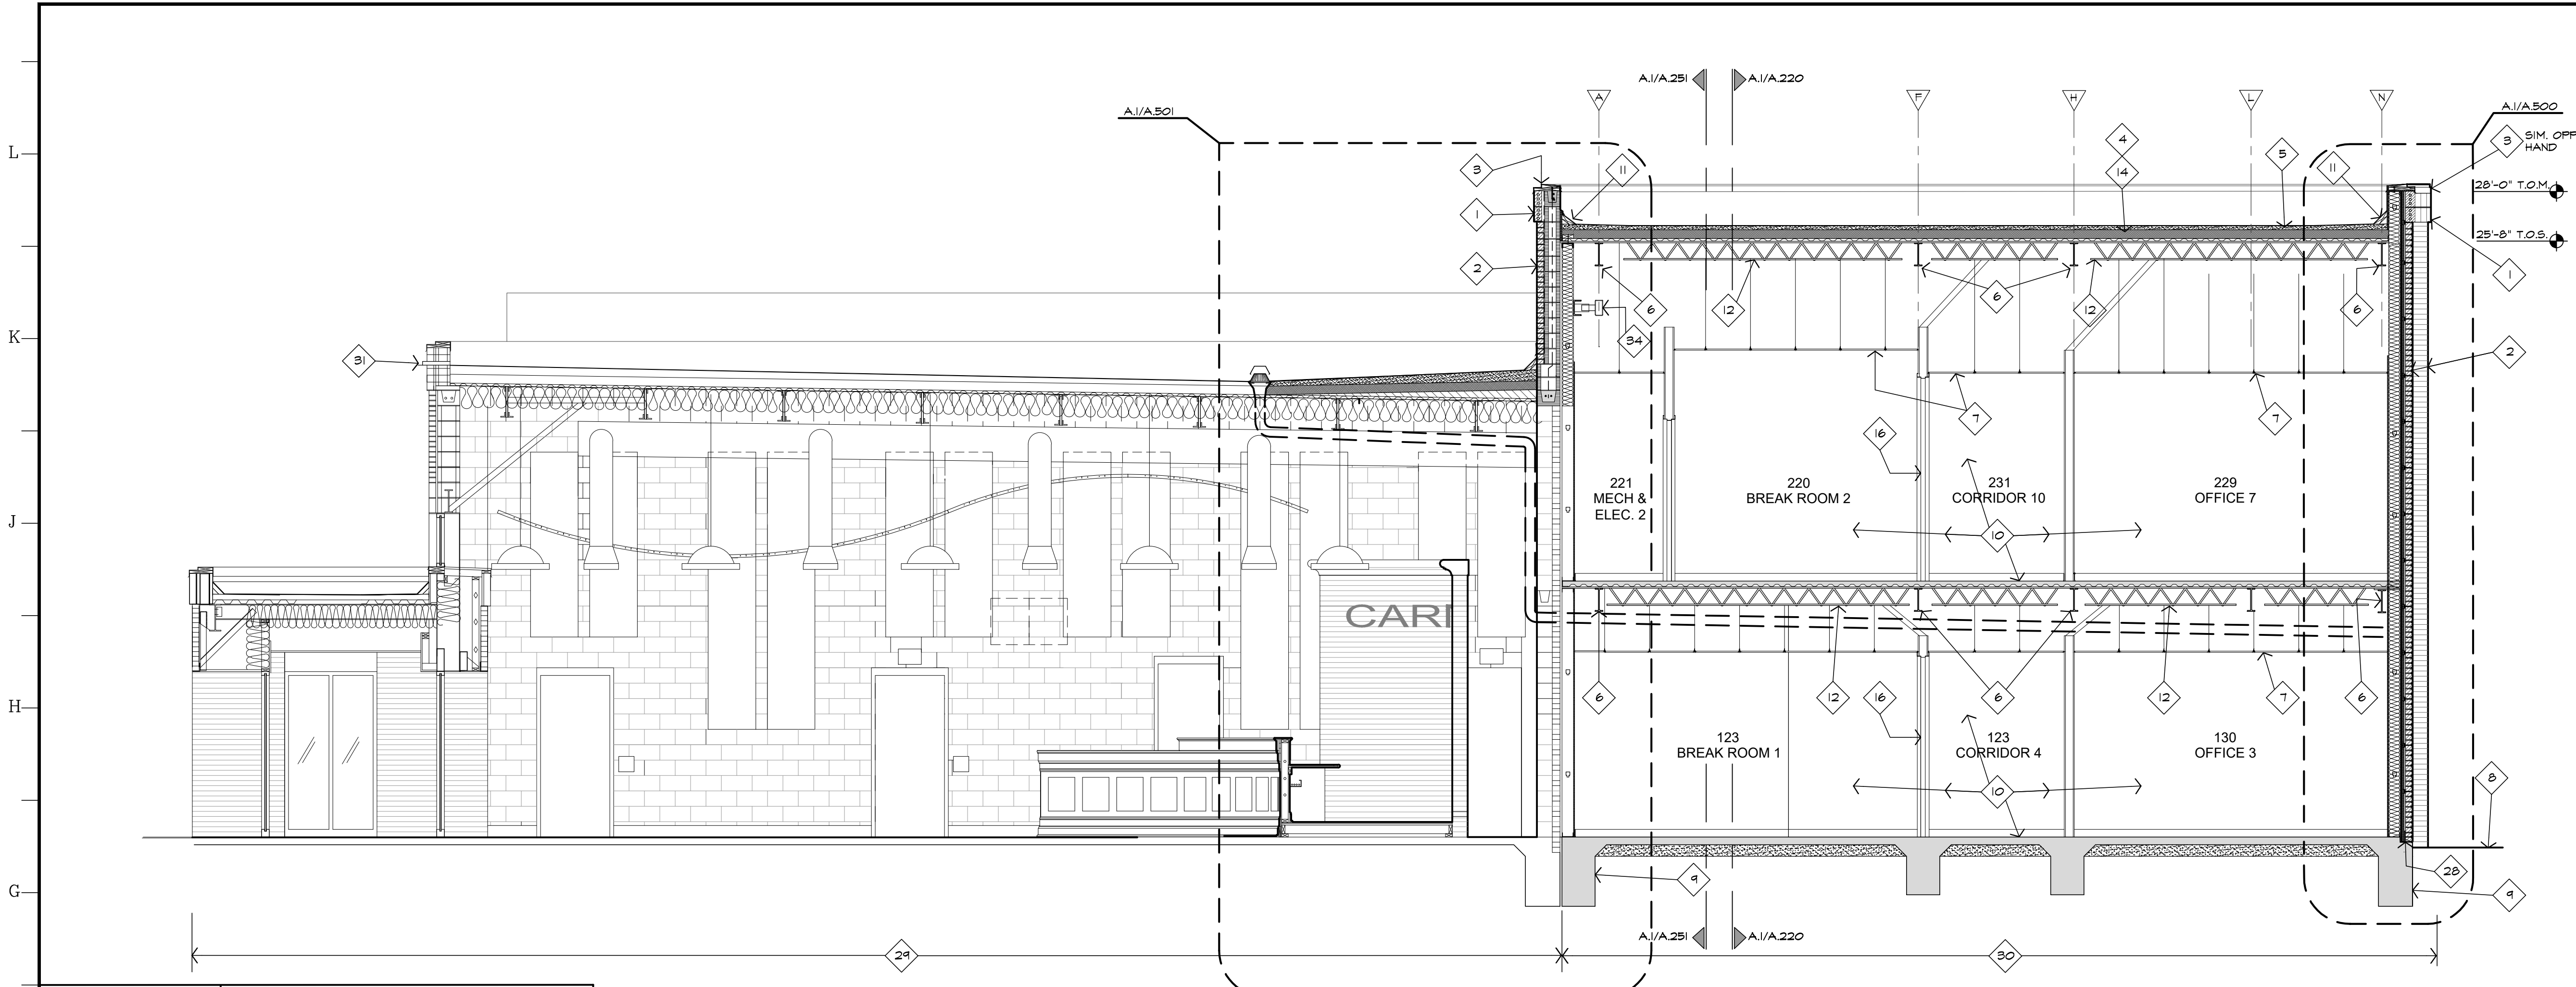 A.1/A.251
A.1/A.220
A.1/A.501
A
F
H
L
N
A.1/A.500
L
3
11
4
14
5
11
3
SIM. OPP
HAND
28'-0" T.O.M.
1
25'-8" T.O.S.
2
1
6
12
6
12
6
K
31
34
2
7
7
16
221
MECH &
ELEC. 2
220
BREAK ROOM 2
231
CORRIDOR 10
229
OFFICE 7
J
10
CARI
H
6
12
16
6
12
7
6
123
BREAK ROOM 1
123
CORRIDOR 4
130
OFFICE 3
10
8
G
9
28
9
A.1/A.251
A.1/A.220
29
30